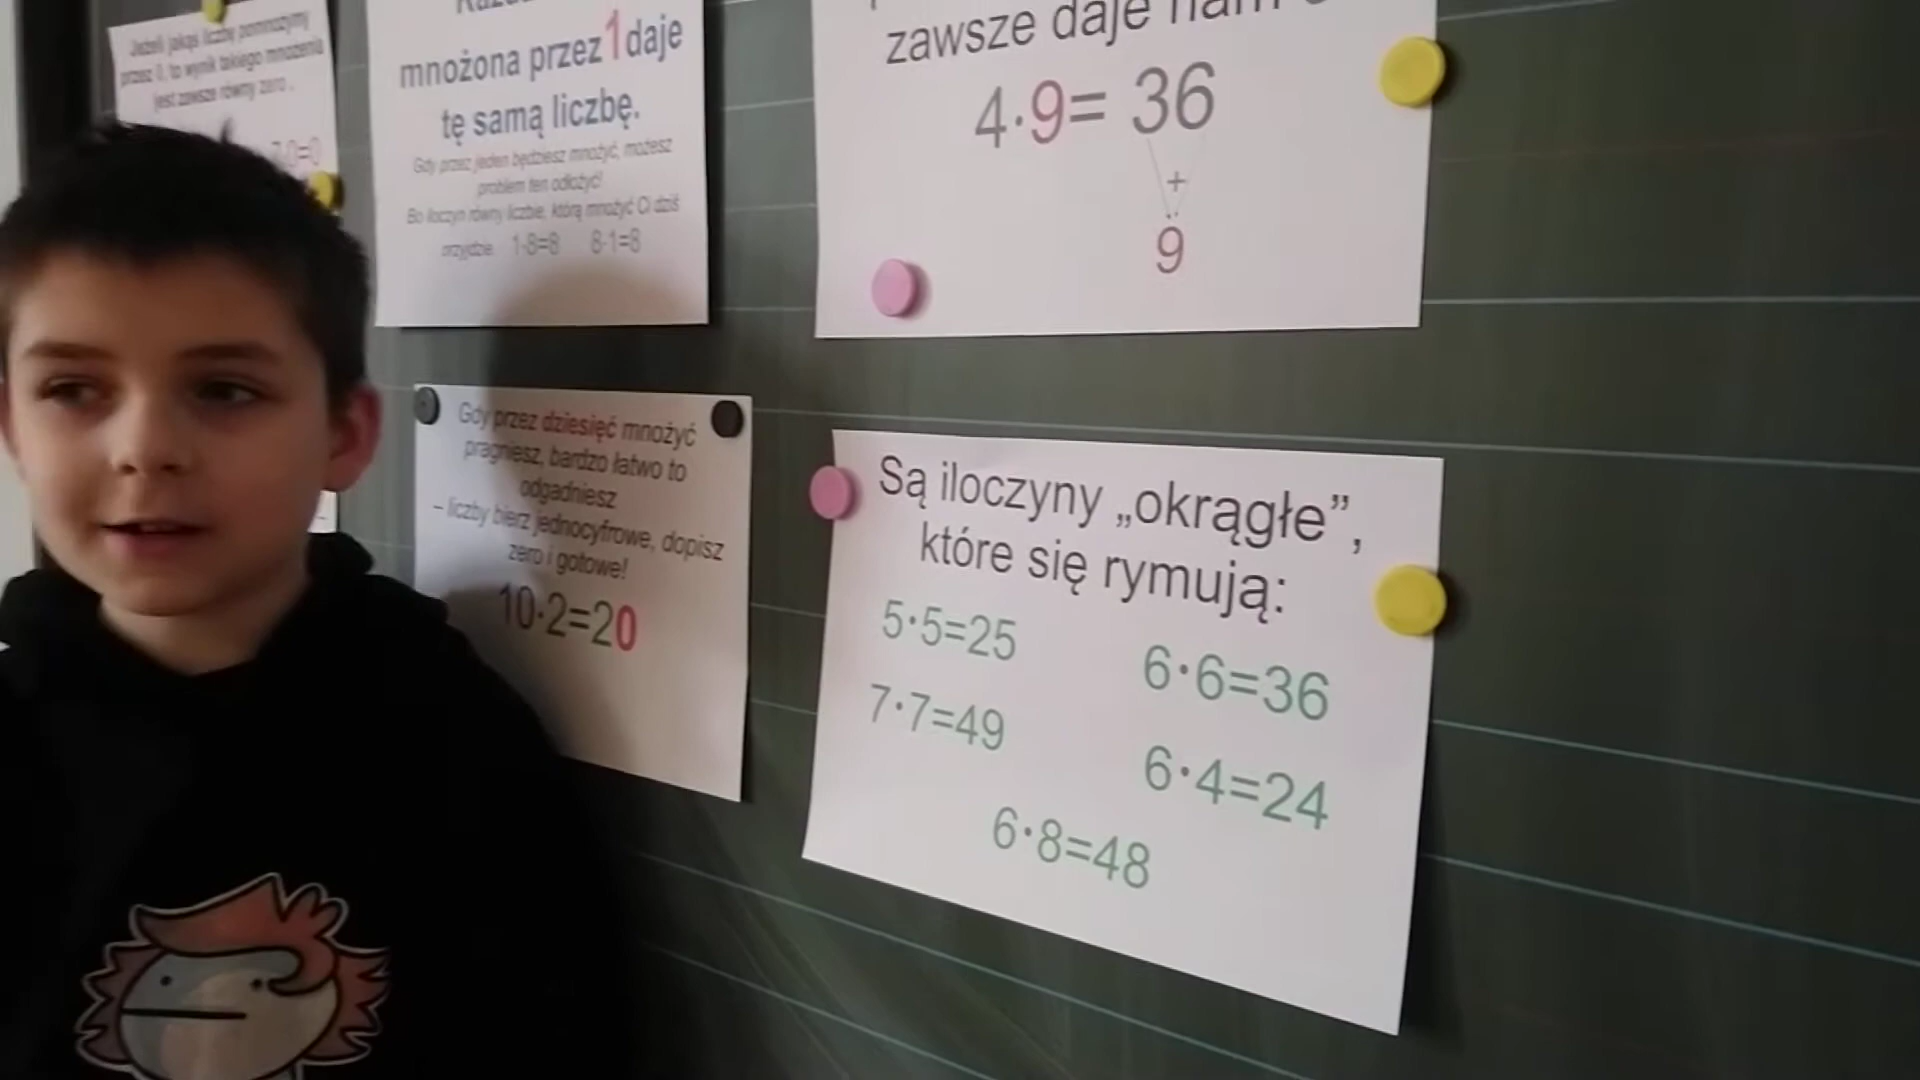 Jeżeli jakąś liczbę pomnożymy
przez 0, to wynik takiego mnożenia
jest zawsze równy zero.
7·0=0
mnożona przez 1 daje
tę samą liczbę.
Gdy przez jeden będziesz mnożyć, możesz
problem ten odłożyć!
Bo iloczyn równy liczbie, którą mnożyć Ci dziś
przyjdzie. 1·8=8 8·1=8
zawsze daje nam
4·9= 36
+
9
Gdy przez dziesięć mnożyć
pragniesz, bardzo łatwo to
odgadniesz
– liczby bierz jednocyfrowe, dopisz
zero i gotowe!
10·2=20
Są iloczyny „okrągłe”,
które się rymują:
5·5=25 6·6=36
7·7=49 6·4=24
6·8=48